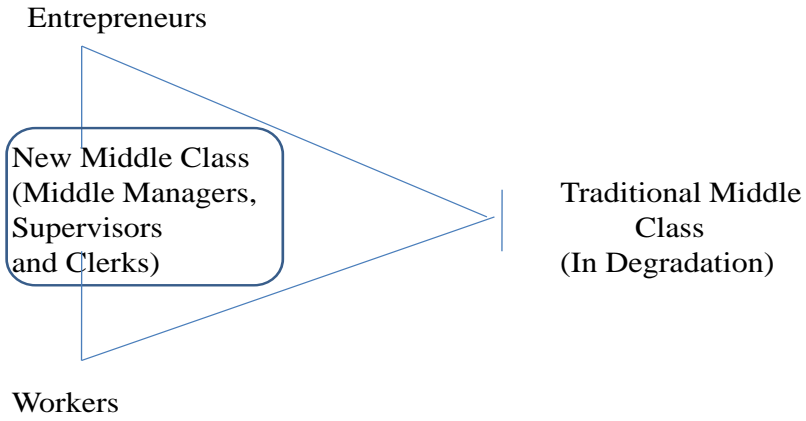 Entrepreneurs
New Middle Class
(Middle Managers,
Supervisors
and Clerks)
Traditional Middle
Class
(In Degradation)
Workers